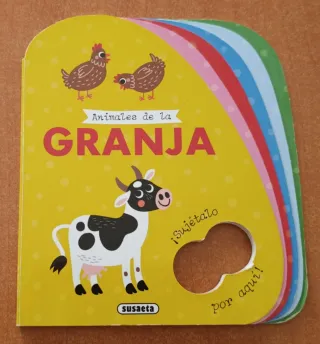 Animales de la
GRANJA
¡Sujétalo
por aquí!
susaeta